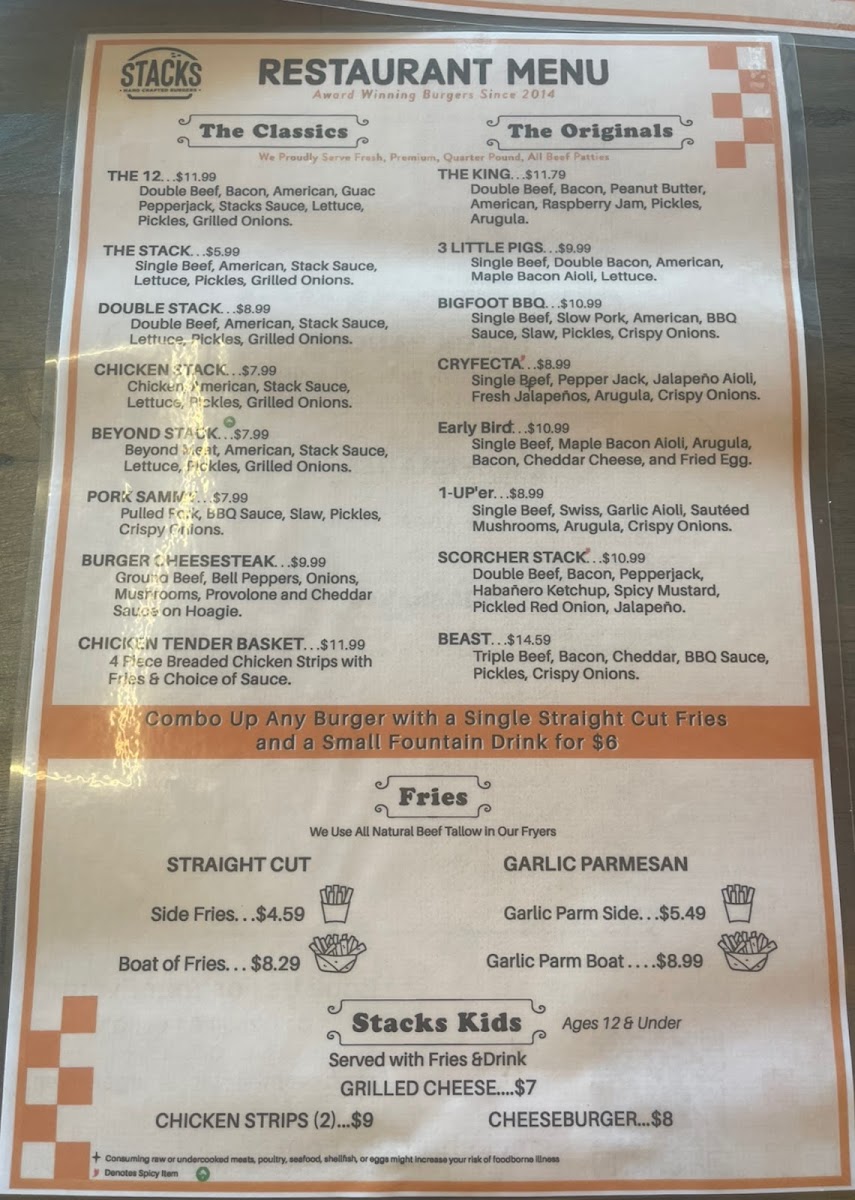 STACKS
HAND CRAFTED BURGERS
RESTAURANT MENU
Award Winning Burgers Since 2014
The Classics
The Originals
We Proudly Serve Fresh, Premium, Quarter Pound, All Beef Patties
THE 12...$11.99
Double Beef, Bacon, American, Guac
Pepperjack, Stacks Sauce, Lettuce,
Pickles, Grilled Onions.
THE STACK...$5.99
Single Beef, American, Stack Sauce,
Lettuce, Pickles, Grilled Onions.
DOUBLE STACK...$8.99
Double Beef, American, Stack Sauce,
Lettuce, Pickles, Grilled Onions.
CHICKEN STACK...$7.99
Chicken, American, Stack Sauce,
Lettuce, Pickles, Grilled Onions.
BEYOND STACK...$7.99
Beyond Meat, American, Stack Sauce,
Lettuce, Pickles, Grilled Onions.
PORK SAMM'Y...$7.99
Pulled Pork, BBQ Sauce, Slaw, Pickles,
Crispy Onions.
BURGER CHEESESTEAK...$9.99
Ground Beef, Bell Peppers, Onions,
Mushrooms, Provolone and Cheddar
Sauce on Hoagie.
CHICKEN TENDER BASKET...$11.99
4 Piece Breaded Chicken Strips with
Fries & Choice of Sauce.
THE KING...$11.79
Double Beef, Bacon, Peanut Butter,
American, Raspberry Jam, Pickles,
Arugula.
3 LITTLE PIGS...$9.99
Single Beef, Double Bacon, American,
Maple Bacon Aioli, Lettuce.
BIGFOOT BBQ...$10.99
Single Beef, Slow Pork, American, BBQ
Sauce, Slaw, Pickles, Crispy Onions.
CRYFECTA...$8.99
Single Beef, Pepper Jack, Jalapeño Aioli,
Fresh Jalapeños, Arugula, Crispy Onions.
Early Bird...$10.99
Single Beef, Maple Bacon Aioli, Arugula,
Bacon, Cheddar Cheese, and Fried Egg.
1-UP'er...$8.99
Single Beef, Swiss, Garlic Aioli, Sautéed
Mushrooms, Arugula, Crispy Onions.
SCORCHER STACK...$10.99
Double Beef, Bacon, Pepperjack,
Habañero Ketchup, Spicy Mustard,
Pickled Red Onion, Jalapeño.
BEAST...$14.59
Triple Beef, Bacon, Cheddar, BBQ Sauce,
Pickles, Crispy Onions.
Combo Up Any Burger with a Single Straight Cut Fries
and a Small Fountain Drink for $6
Fries
We Use All Natural Beef Tallow in Our Fryers
STRAIGHT CUT
Side Fries...$4.59
Boat of Fries... $8.29
GARLIC PARMESAN
Garlic Parm Side...$5.49
Garlic Parm Boat ....$8.99
Stacks Kids
Ages 12 & Under
Served with Fries &Drink
GRILLED CHEESE....$7
CHICKEN STRIPS (2)...$9
CHEESEBURGER...$8
Consuming raw or undercooked meats, poultry, seafood, shellfish, or eggs might increase your risk of foodborne illness
Denotes Spicy Item